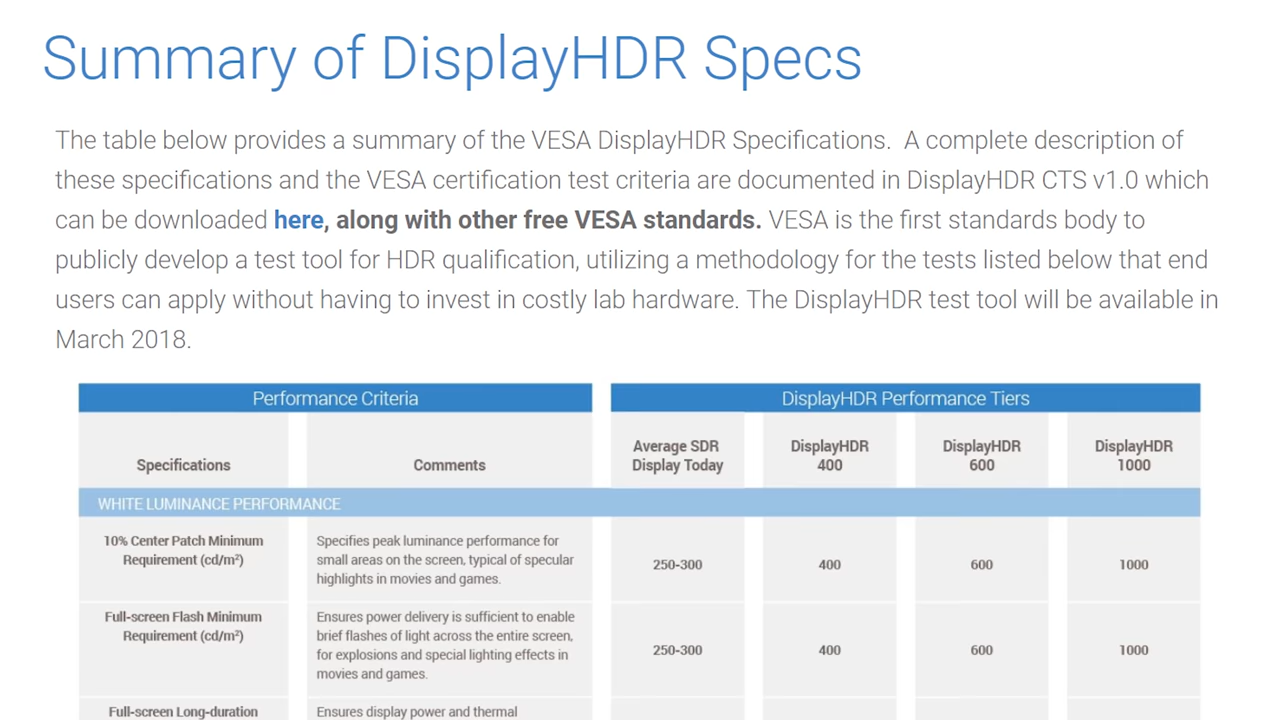 Summary of DisplayHDR Specs
The table below provides a summary of the VESA DisplayHDR Specifications.  A complete description of
these specifications and the VESA certification test criteria are documented in DisplayHDR CTS v1.0 which
can be downloaded here, along with other free VESA standards. VESA is the first standards body to
publicly develop a test tool for HDR qualification, utilizing a methodology for the tests listed below that end
users can apply without having to invest in costly lab hardware. The DisplayHDR test tool will be available in
March 2018.
Performance Criteria
DisplayHDR Performance Tiers
Specifications
Comments
Average SDR
Display Today
DisplayHDR
400
DisplayHDR
600
DisplayHDR
1000
WHITE LUMINANCE PERFORMANCE
10% Center Patch Minimum
Requirement (cd/m²)
Specifies peak luminance performance for
small areas on the screen, typical of specular
highlights in movies and games.
250-300
400
600
1000
Full-screen Flash Minimum
Requirement (cd/m²)
Ensures power delivery is sufficient to enable
brief flashes of light across the entire screen,
for explosions and special lighting effects in
movies and games.
250-300
400
600
1000
Full-screen Long-duration
Ensures display power and thermal